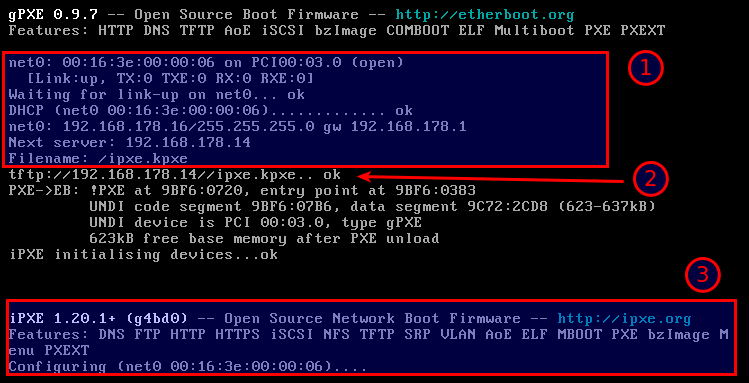 gPXE 0.9.7 -- Open Source Boot Firmware -- http://etherboot.org
Features: HTTP DNS TFTP AoE iSCSI bzImage COMBOOT ELF Multiboot PXE PXEXT
net0: 00:16:3e:00:00:06 on PCI00:03.0 (open)
[Link:up, TX:0 TXE:0 RX:0 RXE:0]
1
Waiting for link-up on net0... ok
DHCP (net0 00:16:3e:00:00:06)............. ok
net0: 192.168.178.16/255.255.255.0 gw 192.168.178.1
Next server: 192.168.178.14
Filename: /ipxe.kpxe
tftp://192.168.178.14//ipxe.kpxe.. ok
2
PXE->EB: !PXE at 9BF6:0720, entry point at 9BF6:0383
UNDI code segment 9BF6:07B6, data segment 9C72:2CD8 (623-637kB)
UNDI device is PCI 00:03.0, type gPXE
623kB free base memory after PXE unload
iPXE initialising devices...ok
3
iPXE 1.20.1+ (g4bd0) -- Open Source Network Boot Firmware -- http://ipxe.org
Features: DNS FTP HTTP HTTPS iSCSI NFS TFTP SRP VLAN AoE ELF MBOOT PXE bzImage M
enu PXEXT
Configuring (net0 00:16:3e:00:00:06)....